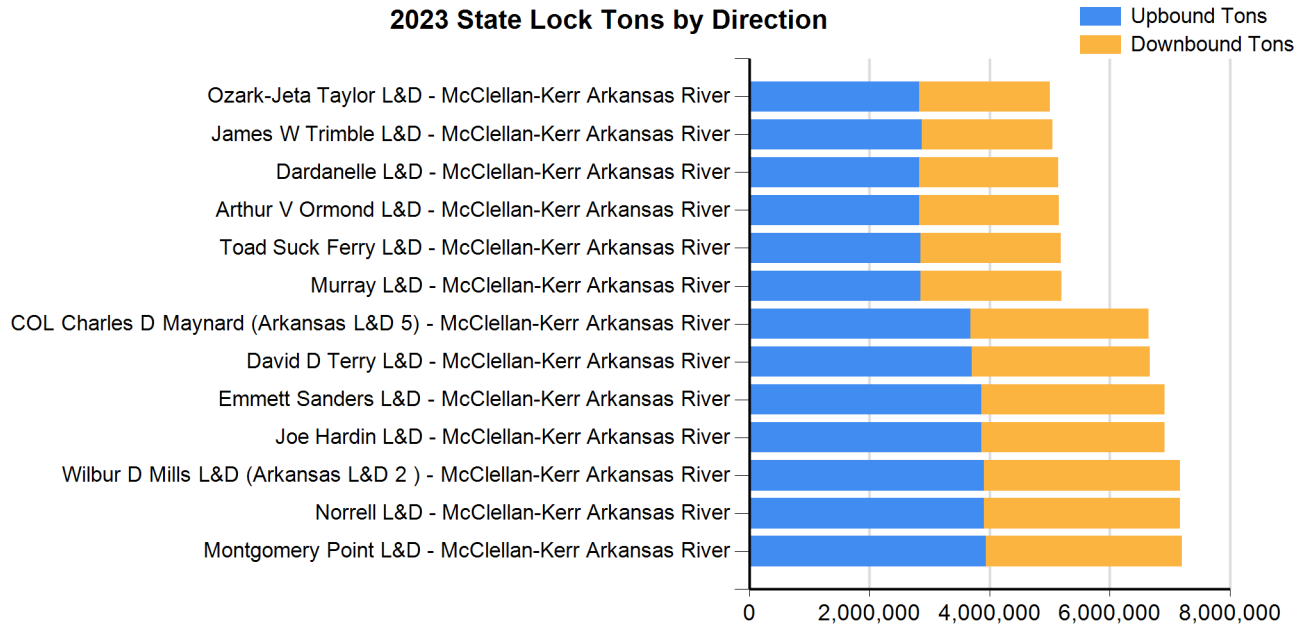 2023 State Lock Tons by Direction
Upbound Tons
Downbound Tons
Ozark-Jeta Taylor L&D - McClellan-Kerr Arkansas River
James W Trimble L&D - McClellan-Kerr Arkansas River
Dardanelle L&D - McClellan-Kerr Arkansas River
Arthur V Ormond L&D - McClellan-Kerr Arkansas River
Toad Suck Ferry L&D - McClellan-Kerr Arkansas River
Murray L&D - McClellan-Kerr Arkansas River
COL Charles D Maynard (Arkansas L&D 5) - McClellan-Kerr Arkansas River
David D Terry L&D - McClellan-Kerr Arkansas River
Emmett Sanders L&D - McClellan-Kerr Arkansas River
Joe Hardin L&D - McClellan-Kerr Arkansas River
Wilbur D Mills L&D (Arkansas L&D 2 ) - McClellan-Kerr Arkansas River
Norrell L&D - McClellan-Kerr Arkansas River
Montgomery Point L&D - McClellan-Kerr Arkansas River
0 2,000,000 4,000,000 6,000,000 8,000,000